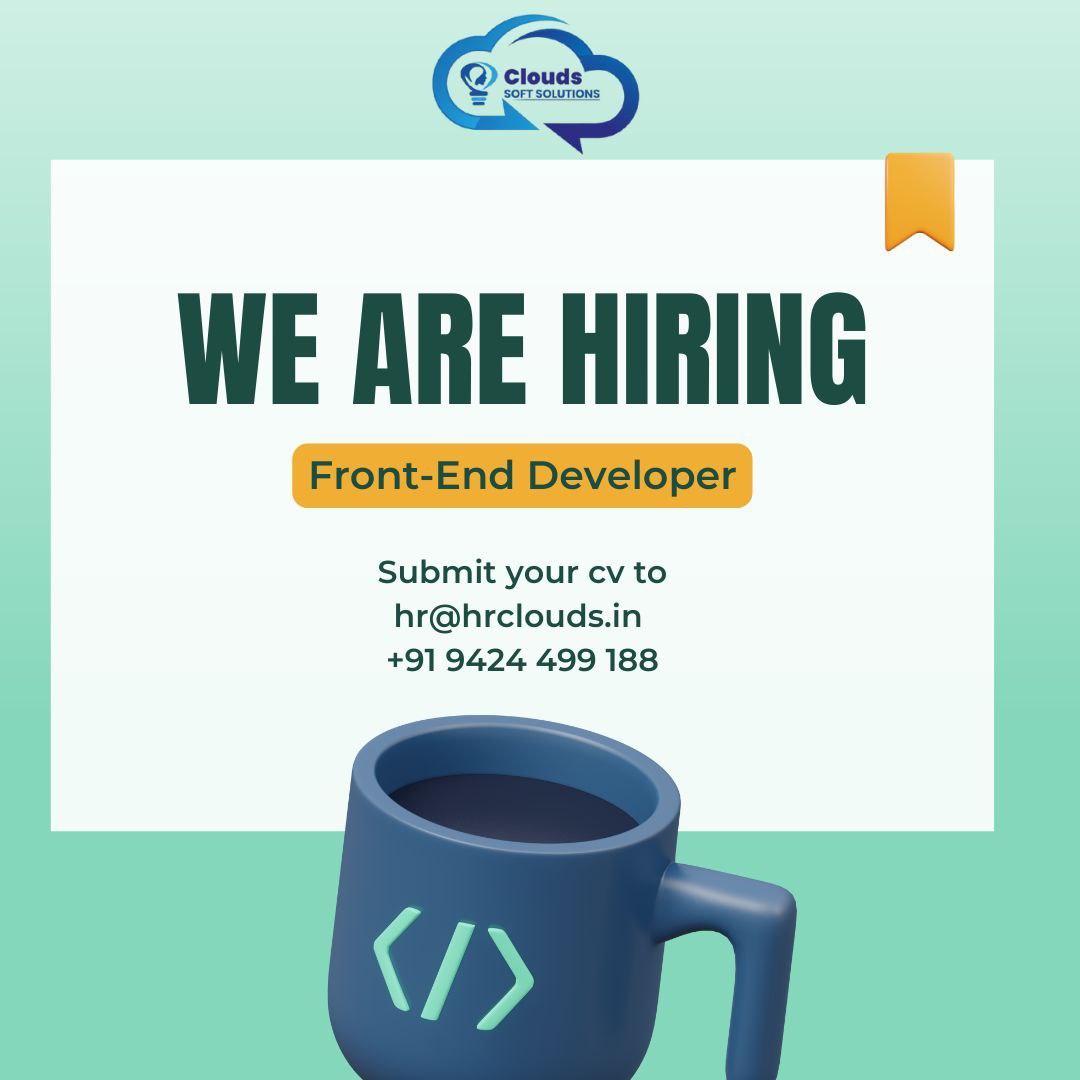 Clouds
SOFT SOLUTIONS
WE ARE HIRING
Front-End Developer
Submit your cv to
hr@hrclouds.in
+91 9424 499 188
</>